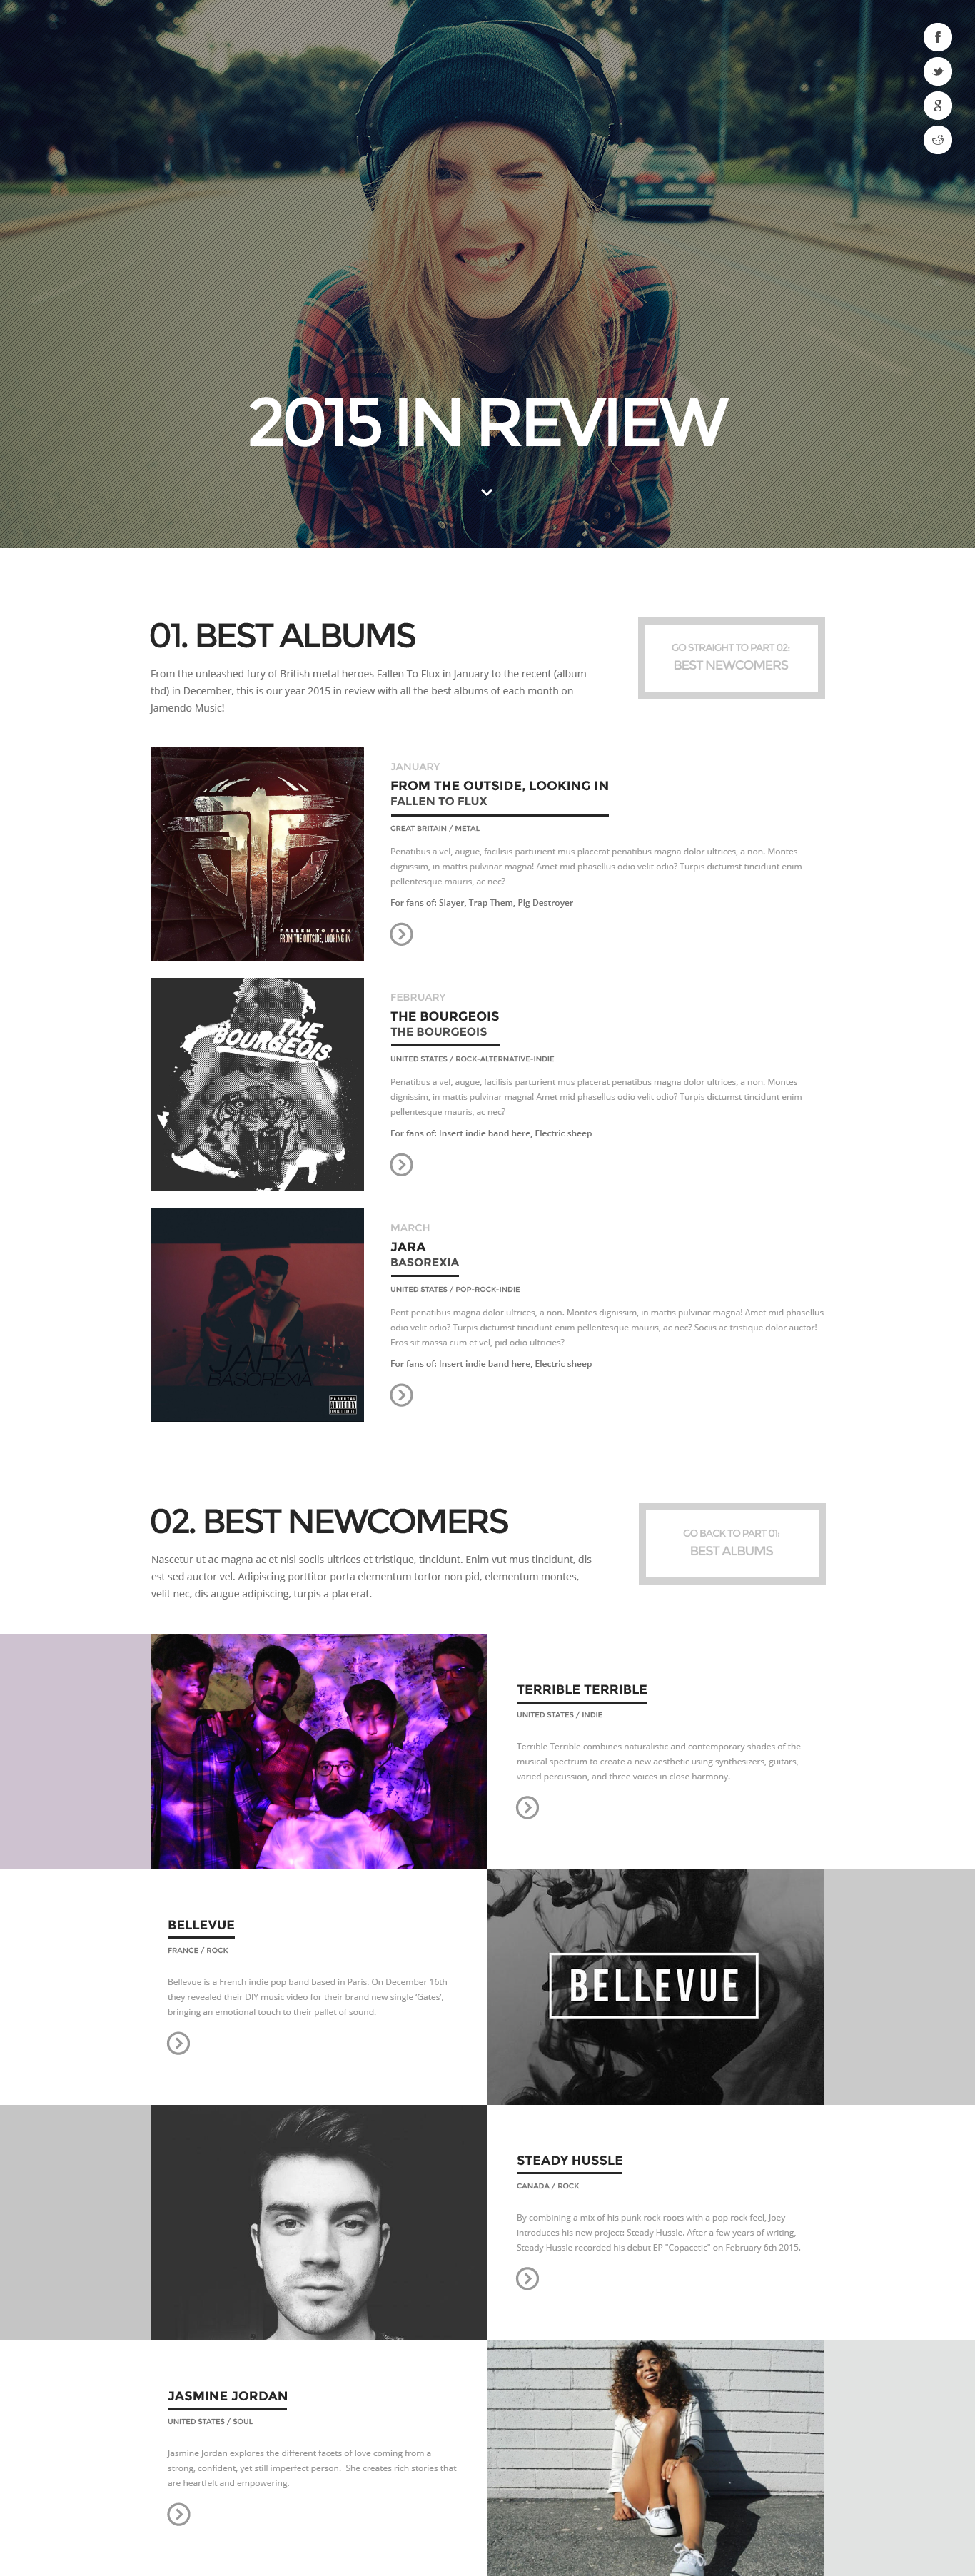 2015 IN REVIEW
01. BEST ALBUMS
From the unleashed fury of British metal heroes Fallen To Flux in January to the recent (album
tbd) in December, this is our year 2015 in review with all the best albums of each month on
Jamendo Music!
GO STRAIGHT TO PART 02:
BEST NEWCOMERS
FALLEN TO FLUX
FROM THE OUTSIDE, LOOKING IN
JANUARY
FROM THE OUTSIDE, LOOKING IN
FALLEN TO FLUX
GREAT BRITAIN / METAL
Penatibus a vel, augue, facilisis parturient mus placerat penatibus magna dolor ultrices, a non. Montes
dignissim, in mattis pulvinar magna! Amet mid phasellus odio velit odio? Turpis dictumst tincidunt enim
pellentesque mauris, ac nec?
For fans of: Slayer, Trap Them, Pig Destroyer
THE
BOURGEOIS
FEBRUARY
THE BOURGEOIS
THE BOURGEOIS
UNITED STATES / ROCK-ALTERNATIVE-INDIE
Penatibus a vel, augue, facilisis parturient mus placerat penatibus magna dolor ultrices, a non. Montes
dignissim, in mattis pulvinar magna! Amet mid phasellus odio velit odio? Turpis dictumst tincidunt enim
pellentesque mauris, ac nec?
For fans of: Insert indie band here, Electric sheep
JARA
BASOREXIA
PARENTAL
ADVISORY
EXPLICIT CONTENT
MARCH
JARA
BASOREXIA
UNITED STATES / POP-ROCK-INDIE
Pent penatibus magna dolor ultrices, a non. Montes dignissim, in mattis pulvinar magna! Amet mid phasellus
odio velit odio? Turpis dictumst tincidunt enim pellentesque mauris, ac nec? Sociis ac tristique dolor auctor!
Eros sit massa cum et vel, pid odio ultricies?
For fans of: Insert indie band here, Electric sheep
02. BEST NEWCOMERS
Nascetur ut ac magna ac et nisi sociis ultrices et tristique, tincidunt. Enim vut mus tincidunt, dis
est sed auctor vel. Adipiscing porttitor porta elementum tortor non pid, elementum montes,
velit nec, dis augue adipiscing, turpis a placerat.
GO BACK TO PART 01:
BEST ALBUMS
TERRIBLE TERRIBLE
UNITED STATES / INDIE
Terrible Terrible combines naturalistic and contemporary shades of the
musical spectrum to create a new aesthetic using synthesizers, guitars,
varied percussion, and three voices in close harmony.
BELLEVUE
FRANCE / ROCK
Bellevue is a French indie pop band based in Paris. On December 16th
they revealed their DIY music video for their brand new single 'Gates',
bringing an emotional touch to their pallet of sound.
BELLEVUE
STEADY HUSSLE
CANADA / ROCK
By combining a mix of his punk rock roots with a pop rock feel, Joey
introduces his new project: Steady Hussle. After a few years of writing,
Steady Hussle recorded his debut EP "Copacetic" on February 6th 2015.
JASMINE JORDAN
UNITED STATES / SOUL
Jasmine Jordan explores the different facets of love coming from a
strong, confident, yet still imperfect person. She creates rich stories that
are heartfelt and empowering.